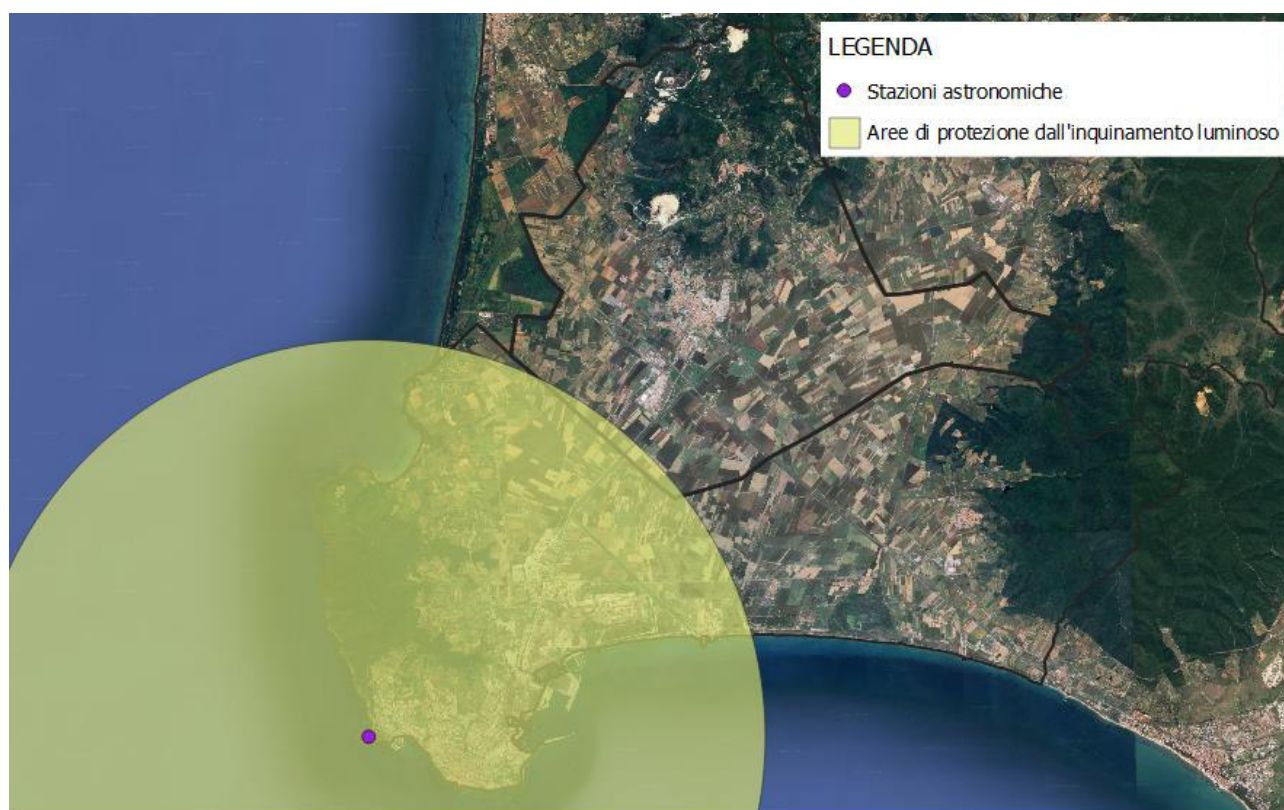 LEGENDA
Stazioni astronomiche
Aree di protezione dall'inquinamento luminoso